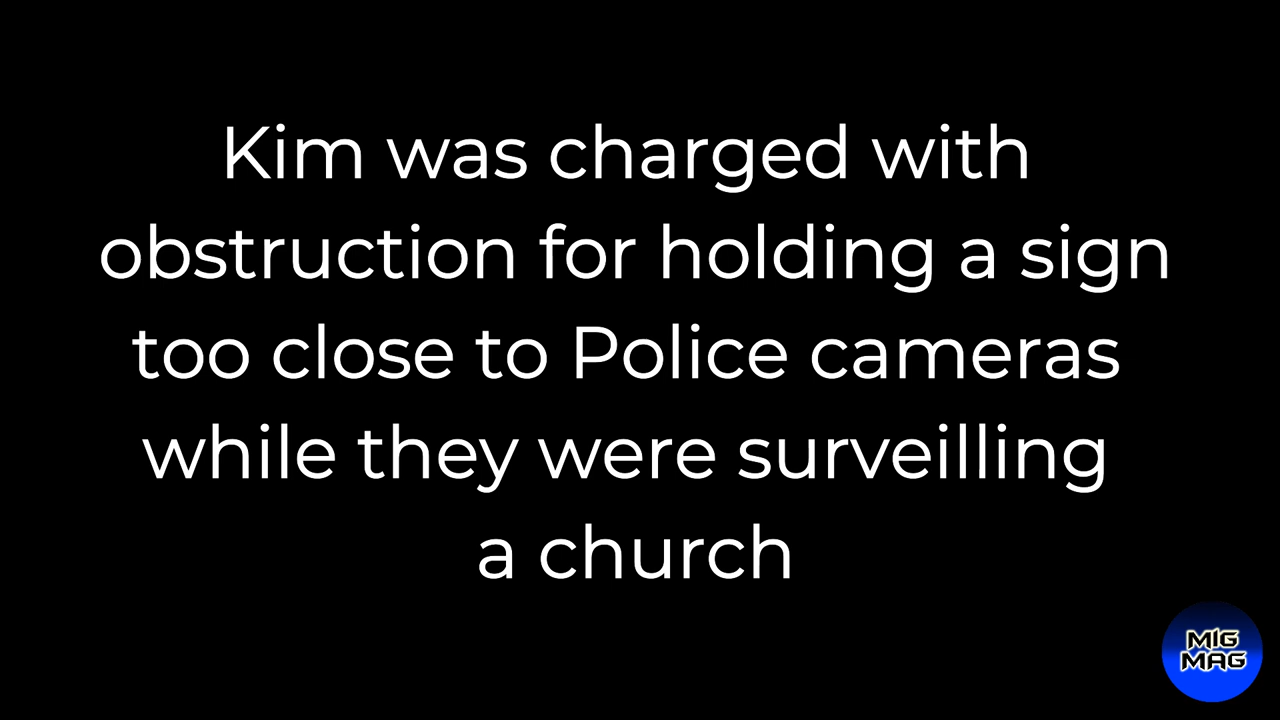 Kim was charged with
obstruction for holding a sign
too close to Police cameras
while they were surveilling
a church
MIG
MAG